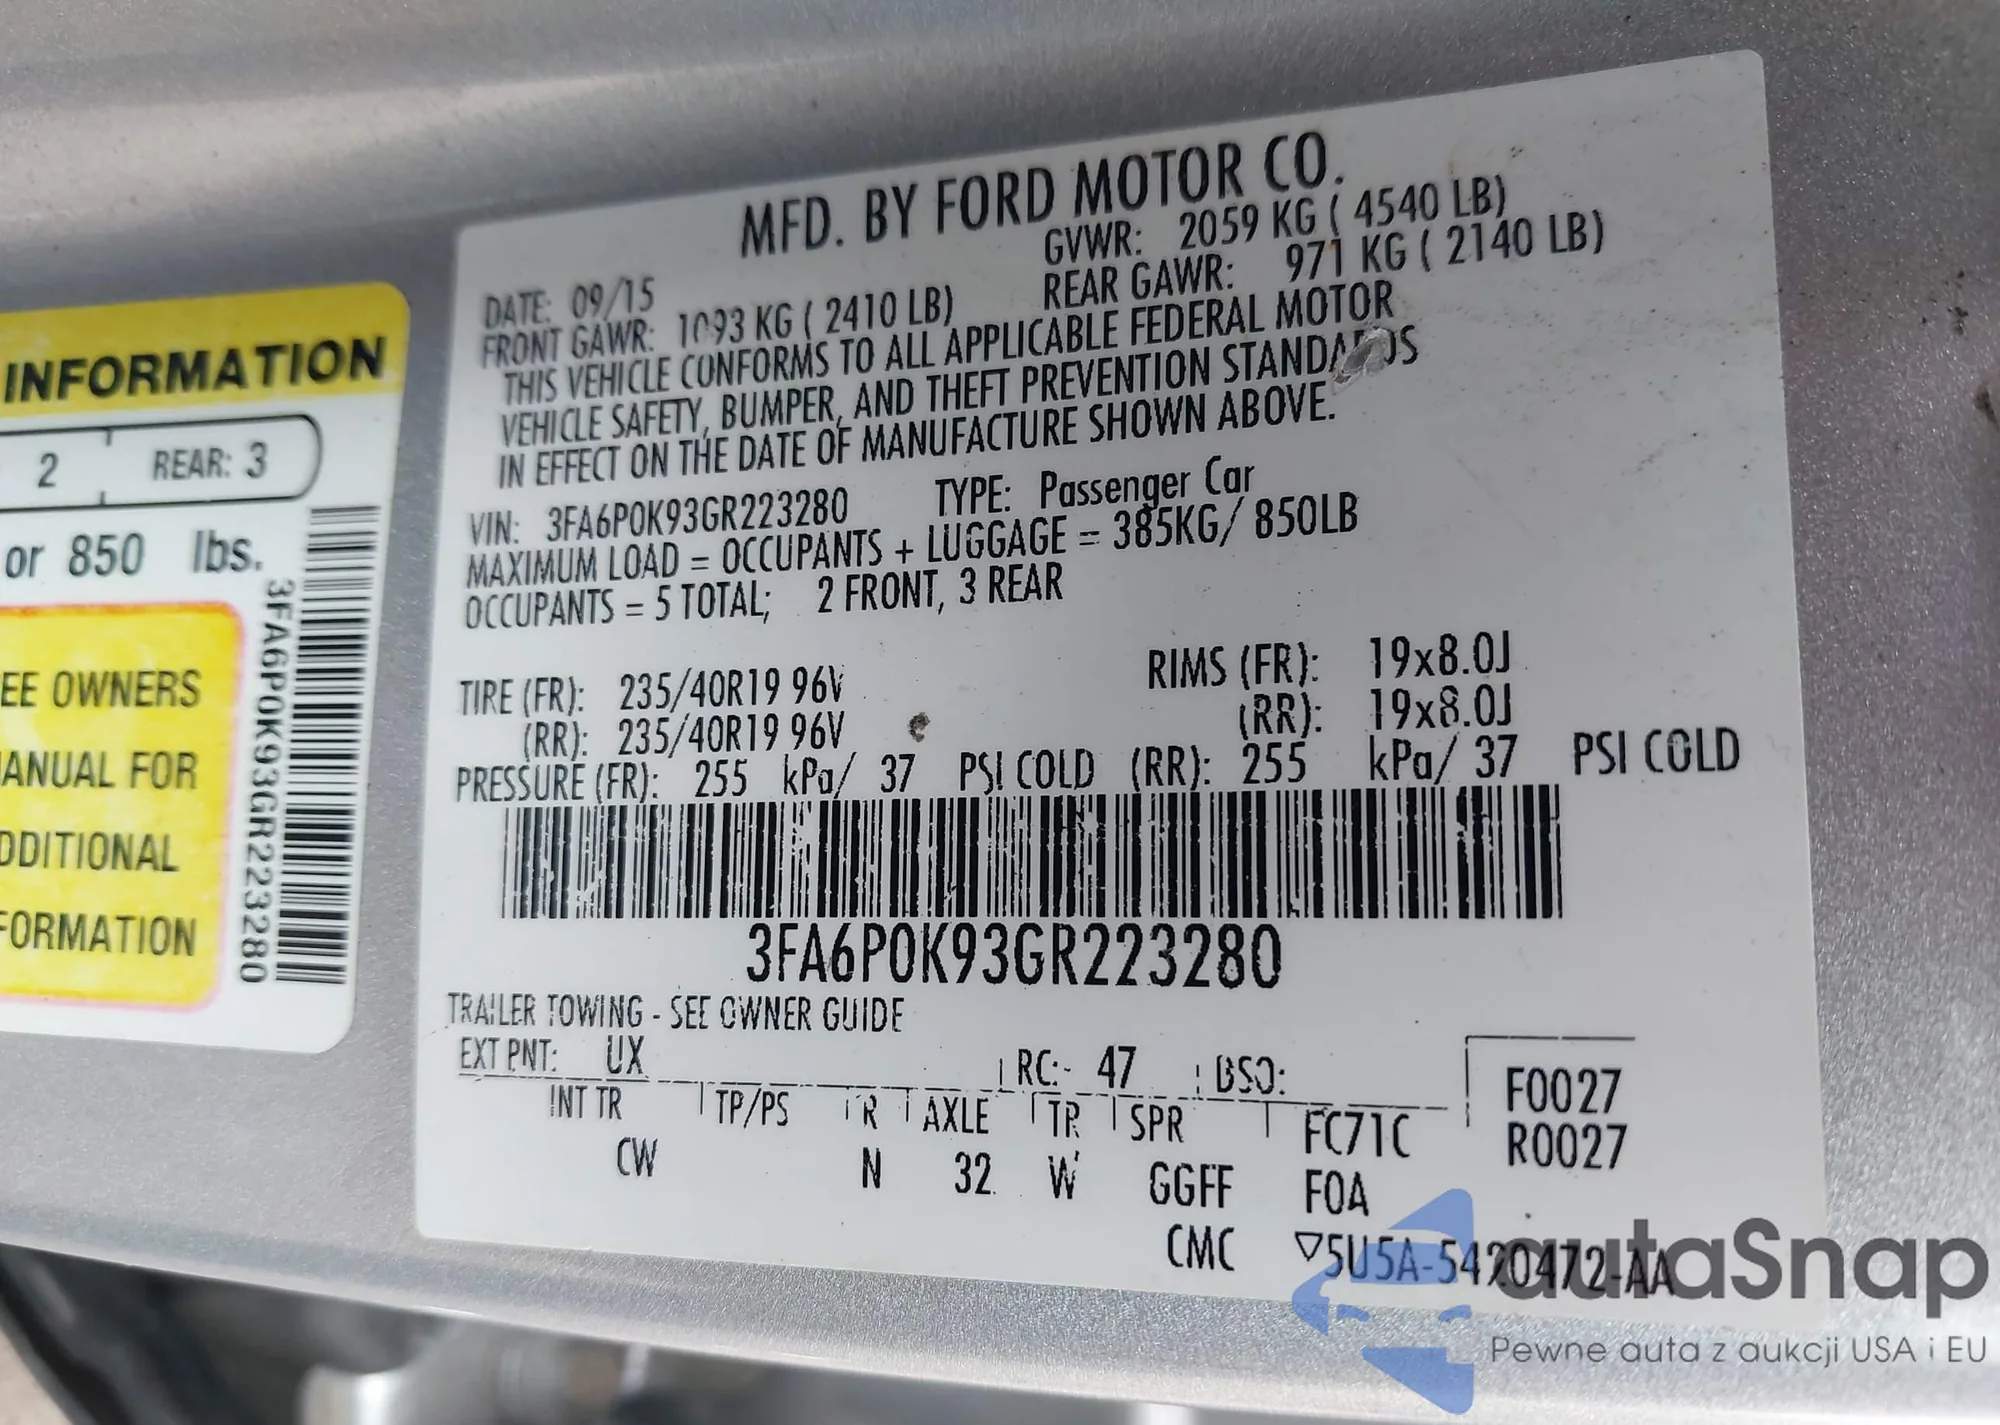 MFD. BY FORD MOTOR CO.
DATE: 09/15 GVWR: 2059 KG ( 4540 LB)
FRONT GAWR: 1093 KG ( 2410 LB) REAR GAWR: 971 KG ( 2140 LB)
THIS VEHICLE CONFORMS TO ALL APPLICABLE FEDERAL MOTOR
VEHICLE SAFETY, BUMPER, AND THEFT PREVENTION STANDARDS
IN EFFECT ON THE DATE OF MANUFACTURE SHOWN ABOVE.
VIN: 3FA6P0K93GR223280 TYPE: Passenger Car
MAXIMUM LOAD = OCCUPANTS + LUGGAGE = 385KG/ 850LB
OCCUPANTS = 5 TOTAL; 2 FRONT, 3 REAR
TIRE (FR): 235/40R19 96V RIMS (FR): 19x8.0J
(RR): 235/40R19 96V (RR): 19x8.0J
PRESSURE (FR): 255 kPa/ 37 PSI COLD (RR): 255 kPa/ 37 PSI COLD
3FA6P0K93GR223280
TRAILER TOWING - SEE OWNER GUIDE
EXT PNT: UX RC: 47 DSO:
INT TR TP/PS R AXLE TR SPR FC71C F0027
CW N 32 W GGFF F0A R0027
CMC ▽5U5A-5420472-AA
INFORMATION
2 REAR: 3
or 850 lbs.
EE OWNERS
ANUAL FOR
DDITIONAL
FORMATION
3FA6P0K93GR223280
autaSnap
Pewne auta z aukcji USA i EU